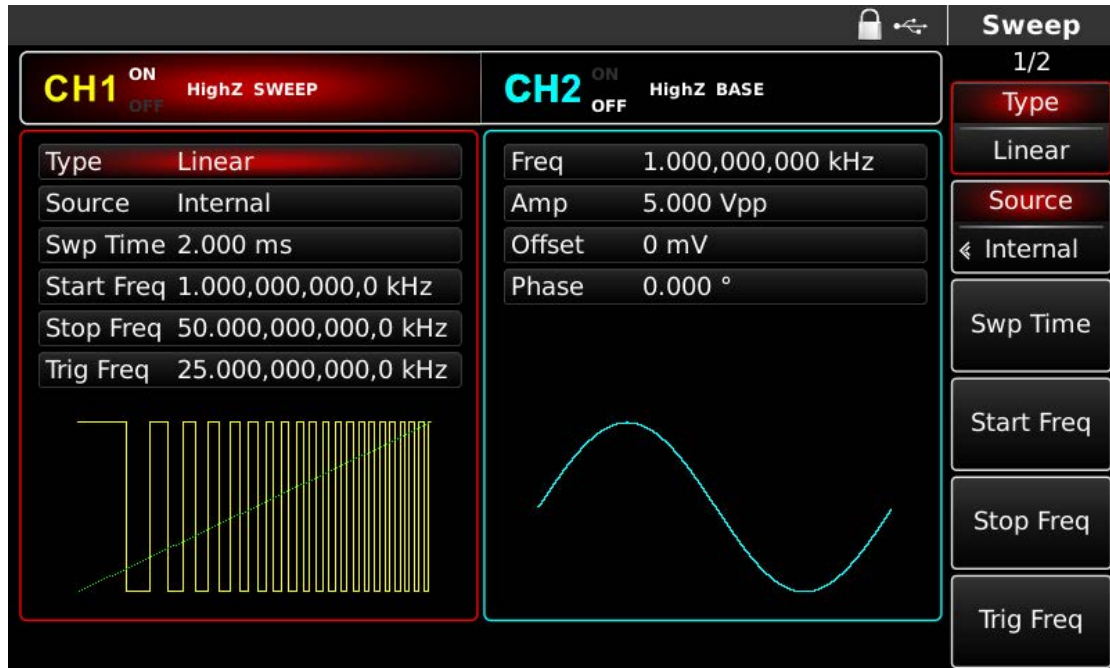 Sweep
1/2
CH1 ON OFF HighZ SWEEP
CH2 ON OFF HighZ BASE
Type Linear
Source Internal
Swp Time 2.000 ms
Start Freq 1.000,000,000,0 kHz
Stop Freq 50.000,000,000,0 kHz
Trig Freq 25.000,000,000,0 kHz
Freq 1.000,000,000 kHz
Amp 5.000 Vpp
Offset 0 mV
Phase 0.000 °
Type
Linear
Source
Internal
Swp Time
Start Freq
Stop Freq
Trig Freq